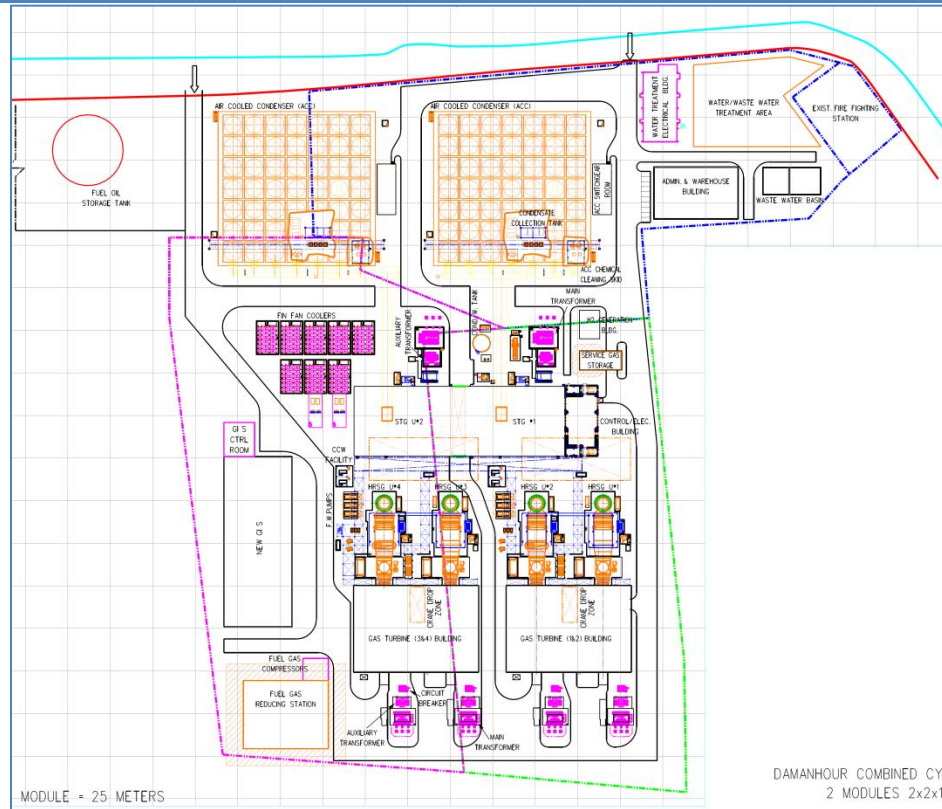 AIR COOLED CONDENSER (ACC)
AIR COOLED CONDENSER (ACC)
WATER TREATMENT
ELECTRICAL BLDG.
WATER/WASTE WATER
TREATMENT AREA
EXIST.FIRE FIGHTING
STATION
FUEL OIL
STORAGE TANK
ACC SWITCHGEAR
ROOM
ADMIN. & WAREHOUSE
BUILDING
WASTE WATER BASIN
CONDENSATE
COLLECTION TANK
ACC CHEMICAL
CLEANING SKID
MAIN
TRANSFORMER
FIN FAN COOLERS
AUXILIARY
TRANSFORMER
H2 GENERATION
BLDG.
SERVICE GAS
STORAGE
STG U#2
STG #1
CONTROL/ELEC.
BUILDING
GIS
CTRL
ROOM
CCW
FACILITY
HRSG U#4
HRSG U#3
HRSG U#2
HRSG U#1
F.W.PUMPS
NEW GIS
CRANE DROP
ZONE
CRANE DROP
ZONE
GAS TURBINE (3&4) BUILDING
GAS TURBINE (1&2) BUILDING
FUEL GAS
COMPRESSORS
FUEL GAS
REDUCING STATION
CIRCUIT
BREAKER
AUXILIARY
TRANSFORMER
MAIN
TRANSFORMER
MODULE = 25 METERS
DAMANHOUR COMBINED CY
2 MODULES 2x2x1